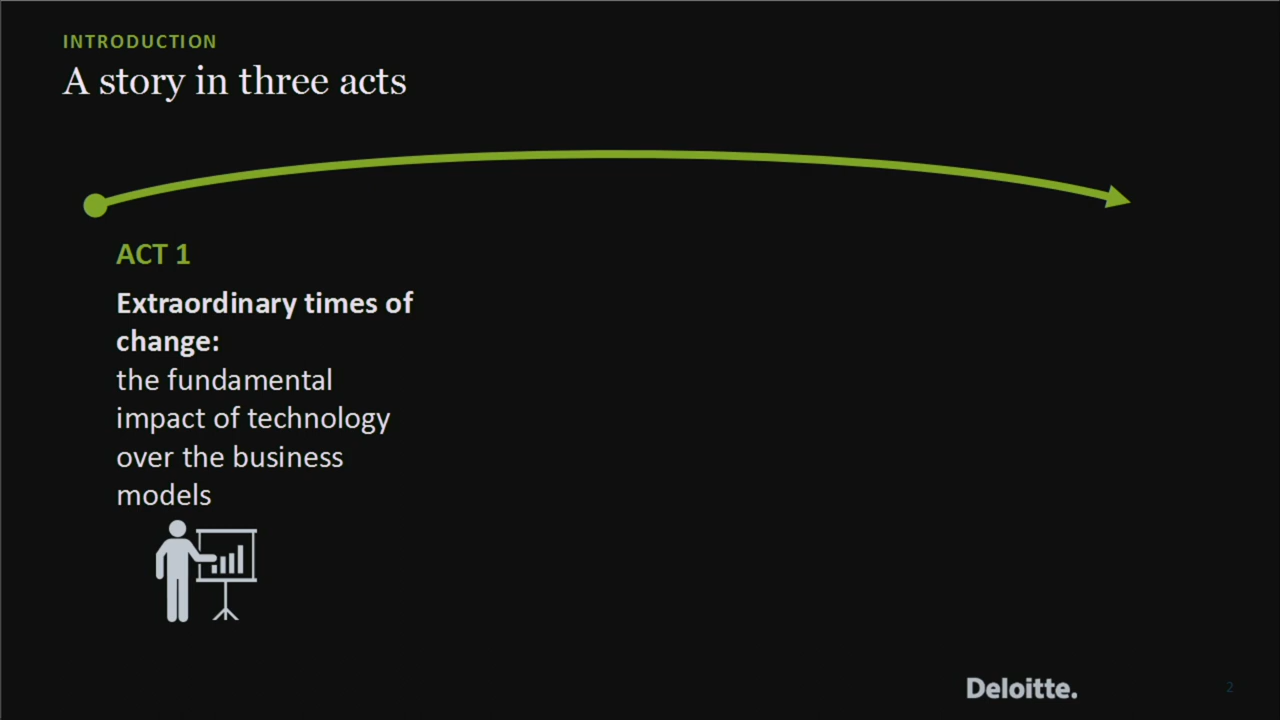 INTRODUCTION
A story in three acts
ACT 1
Extraordinary times of
change:
the fundamental
impact of technology
over the business
models
Deloitte.
2